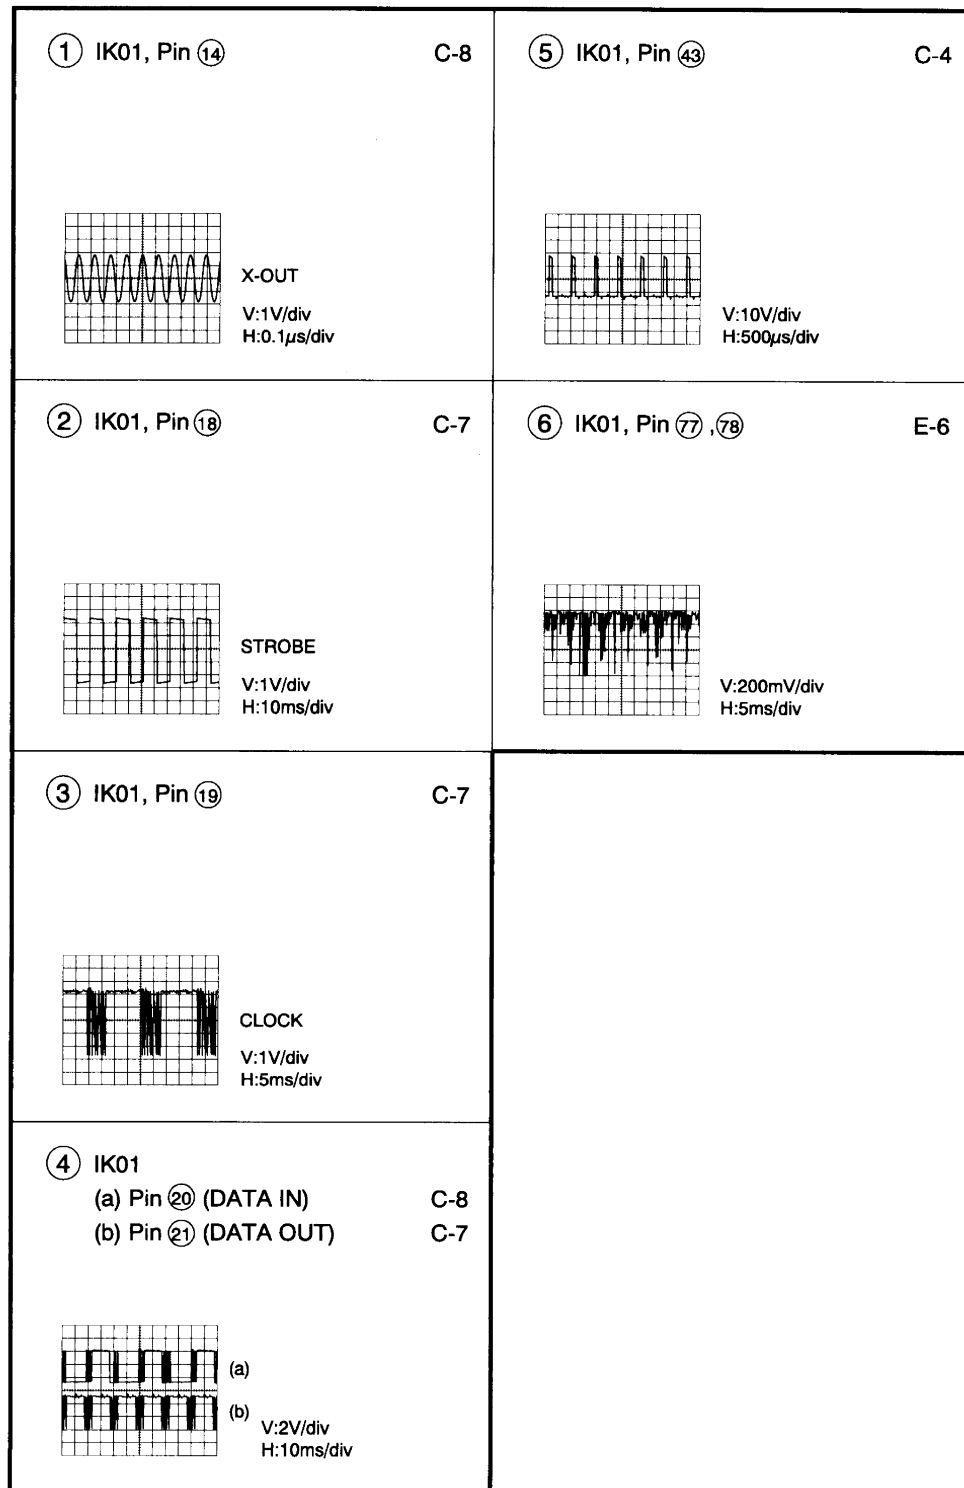 ① IK01, Pin ⑭ C-8
X-OUT
V:1V/div
H:0.1µs/div
② IK01, Pin ⑱ C-7
STROBE
V:1V/div
H:10ms/div
③ IK01, Pin ⑲ C-7
CLOCK
V:1V/div
H:5ms/div
④ IK01
(a) Pin ⑳ (DATA IN) C-8
(b) Pin ㉑ (DATA OUT) C-7
(a)
(b)
V:2V/div
H:10ms/div
⑤ IK01, Pin ㊸ C-4
V:10V/div
H:500µs/div
⑥ IK01, Pin 77 , 78 E-6
V:200mV/div
H:5ms/div